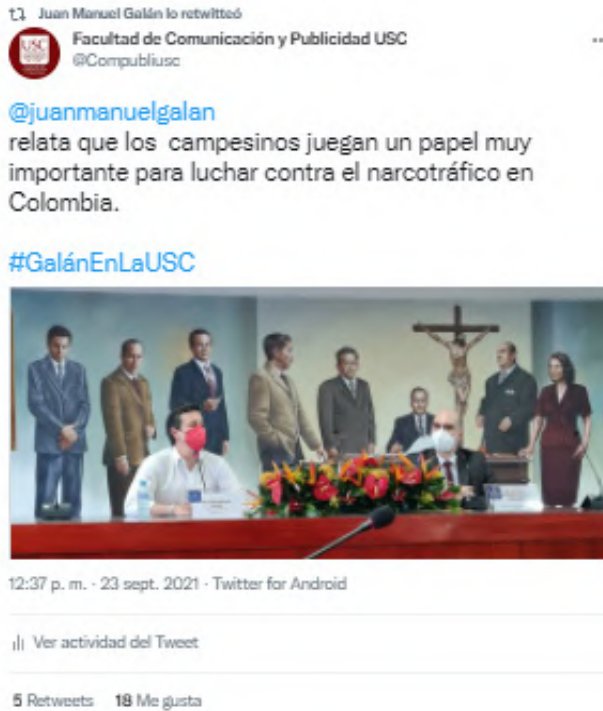 Juan Manuel Galán lo retwitteó
Facultad de Comunicación y Publicidad USC
@Compubliusc
USC
@juanmanuelgalan
relata que los campesinos juegan un papel muy
importante para luchar contra el narcotráfico en
Colombia.
#GalánEnLaUSC
12:37 p. m. · 23 sept. 2021 · Twitter for Android
Ver actividad del Tweet
5 Retweets 18 Me gusta